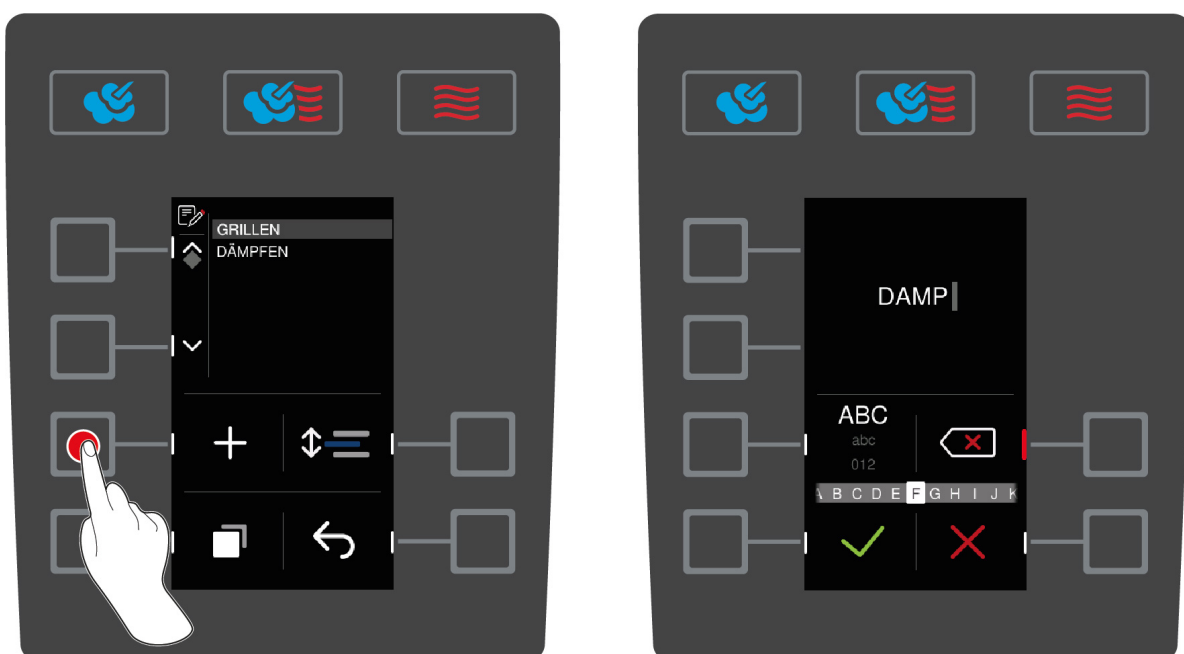 GRILLEN
DÄMPFEN
DAMP
ABC
abc
012
A B C D E F G H I J K